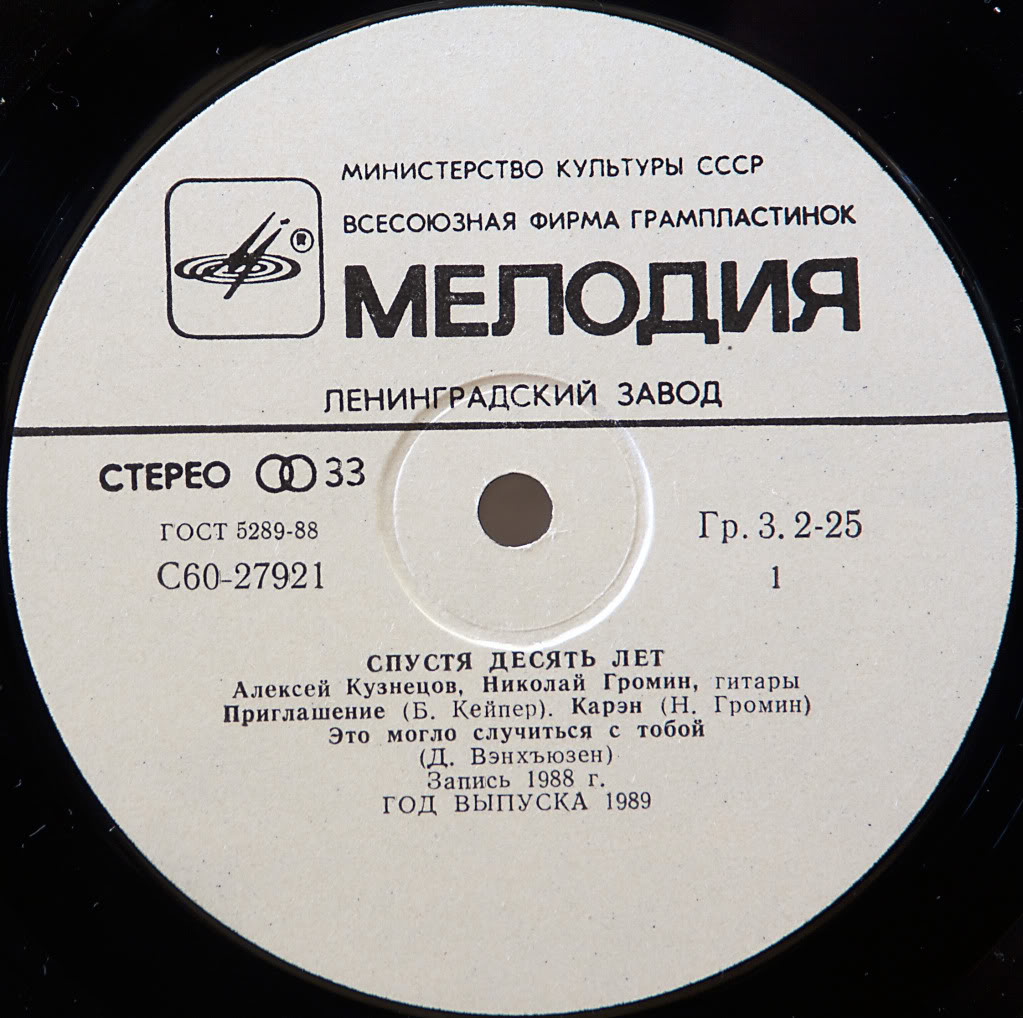 МИНИСТЕРСТВО КУЛЬТУРЫ СССР
ВСЕСОЮЗНАЯ ФИРМА ГРАМПЛАСТИНОК
®
МЕЛОДИЯ
ЛЕНИНГРАДСКИЙ ЗАВОД
СТЕРЕО 33
ГОСТ 5289-88
С60-27921
Гр. 3. 2-25
1
СПУСТЯ ДЕСЯТЬ ЛЕТ
Алексей Кузнецов, Николай Громин, гитары
Приглашение (Б. Кейпер). Карэн (Н. Громин)
Это могло случиться с тобой
(Д. Вэнхъюзен)
Запись 1988 г.
ГОД ВЫПУСКА 1989